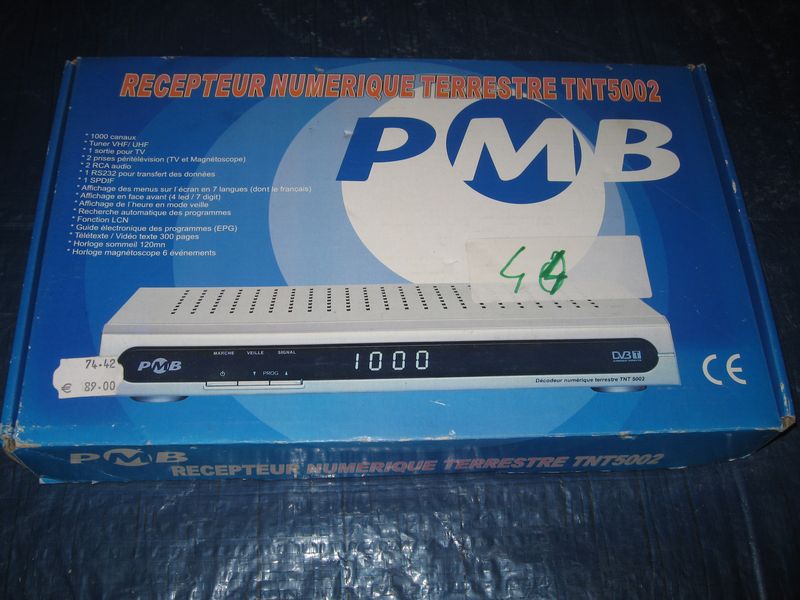 RECEPTEUR NUMERIQUE TERRESTRE TNT5002
PMB
* 1000 canaux
* Tuner VHF/ UHF
* 1 sortie pour TV
* 2 prises péritélévision (TV et Magnétoscope)
* 2 RCA audio
* 1 RS232 pour transfert des données
* 1 SPDIF
* Affichage des menus sur l'écran en 7 langues (dont le français)
* Affichage en face avant (4 led / 7 digit)
* Affichage de l'heure en mode veille
* Recherche automatique des programmes
* Fonction LCN
* Guide électronique des programmes (EPG)
* Télétexte / Vidéo texte 300 pages
* Horloge sommeil 120mn
* Horloge magnétoscope 6 événements
MARCHE VEILLE SIGNAL
PMB
1000
DVB T
PROG
Décodeur numérique terrestre TNT 5002
CE
74.42
€ 89.00
PMB
RECEPTEUR NUMÉRIQUE TERRESTRE TNT5002